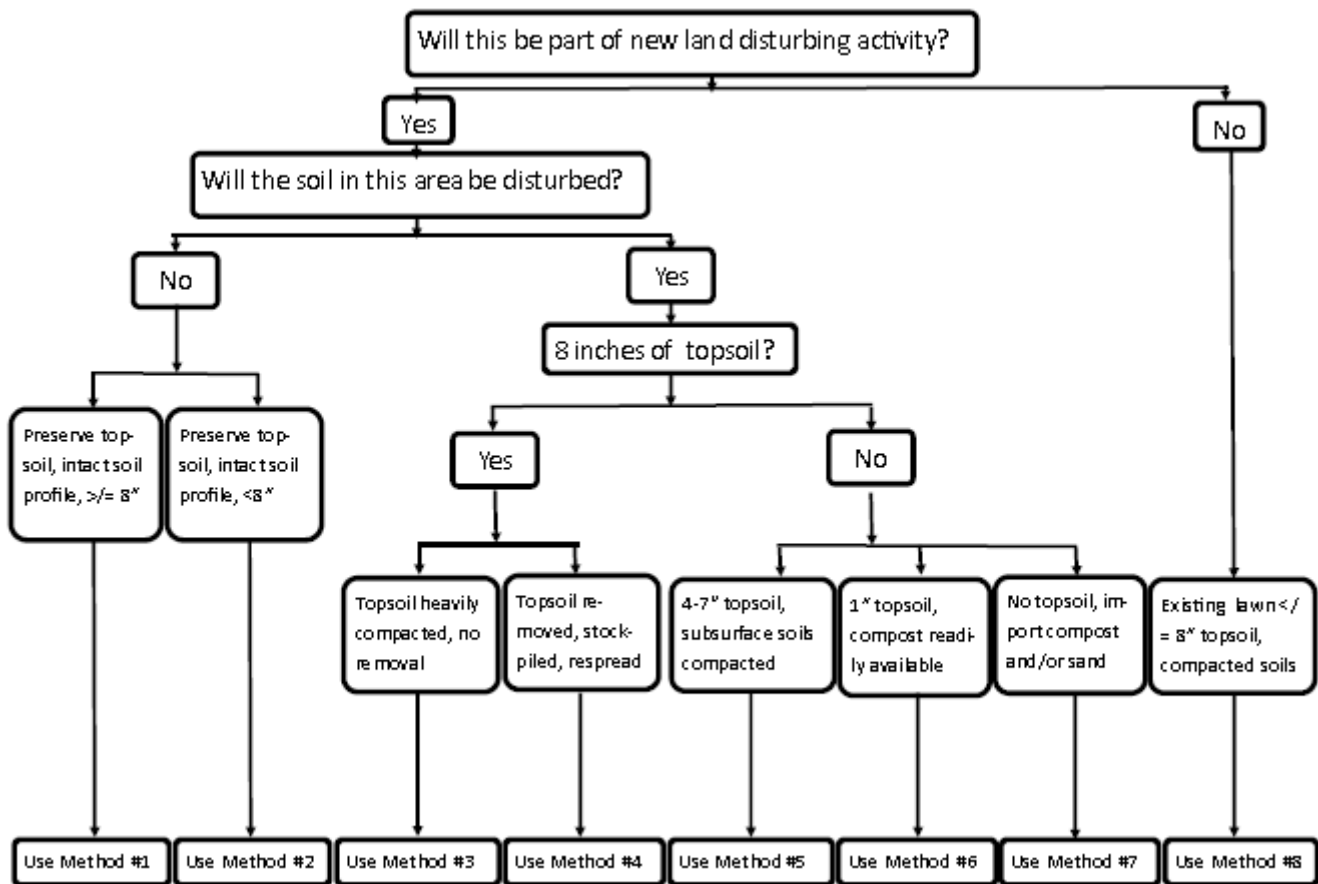 Will this be part of new land disturbing activity?
Yes
No
Will the soil in this area be disturbed?
No
Yes
8 inches of topsoil?
Preserve top-
soil, intact soil
profile, >/= 8"
Preserve top-
soil, intact soil
profile, <8"
Yes
No
Topsoil heavily
compacted, no
removal
Topsoil re-
moved, stock-
piled, respread
4-7" topsoil,
subsurface soils
compacted
1" topsoil,
compost readi-
ly available
No topsoil, im-
port compost
and/or sand
Existing lawn </
= 8" topsoil,
compacted soils
Use Method #1
Use Method #2
Use Method #3
Use Method #4
Use Method #5
Use Method #6
Use Method #7
Use Method #8